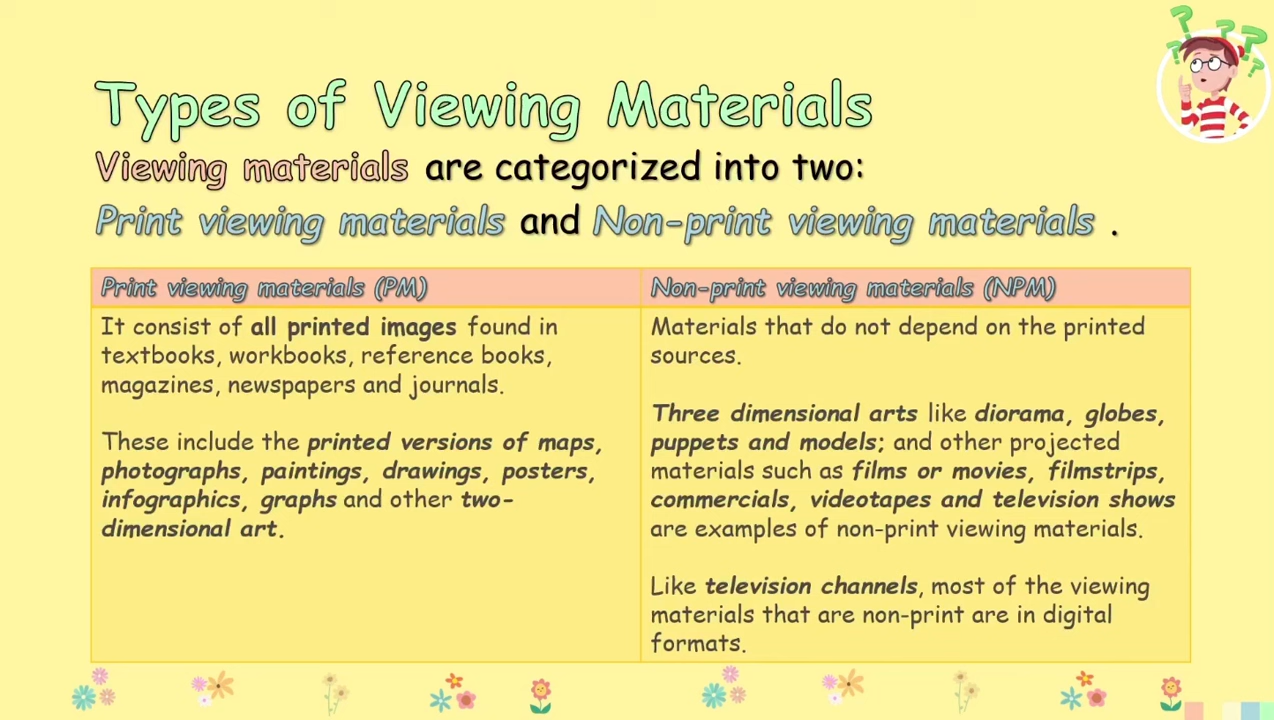 Types of Viewing Materials
Viewing materials are categorized into two:
Print viewing materials and Non-print viewing materials .
Print viewing materials (PM)
It consist of all printed images found in
textbooks, workbooks, reference books,
magazines, newspapers and journals.
These include the printed versions of maps,
photographs, paintings, drawings, posters,
infographics, graphs and other two-
dimensional art.
Non-print viewing materials (NPM)
Materials that do not depend on the printed
sources.
Three dimensional arts like diorama, globes,
puppets and models; and other projected
materials such as films or movies, filmstrips,
commercials, videotapes and television shows
are examples of non-print viewing materials.
Like television channels, most of the viewing
materials that are non-print are in digital
formats.